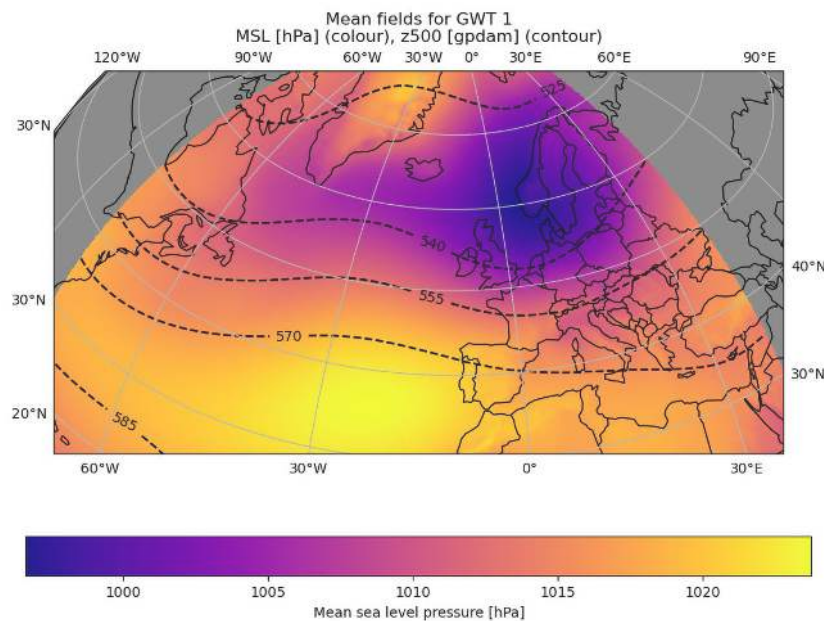 Mean fields for GWT 1
MSL [hPa] (colour), z500 [gpdam] (contour)
120°W 90°W 60°W 30°W 0° 30°E 60°E 90°E
525
30°N
540
40°N
30°N
555
570
30°N
20°N
585
60°W 30°W 0° 30°E
1000 1005 1010 1015 1020
Mean sea level pressure [hPa]